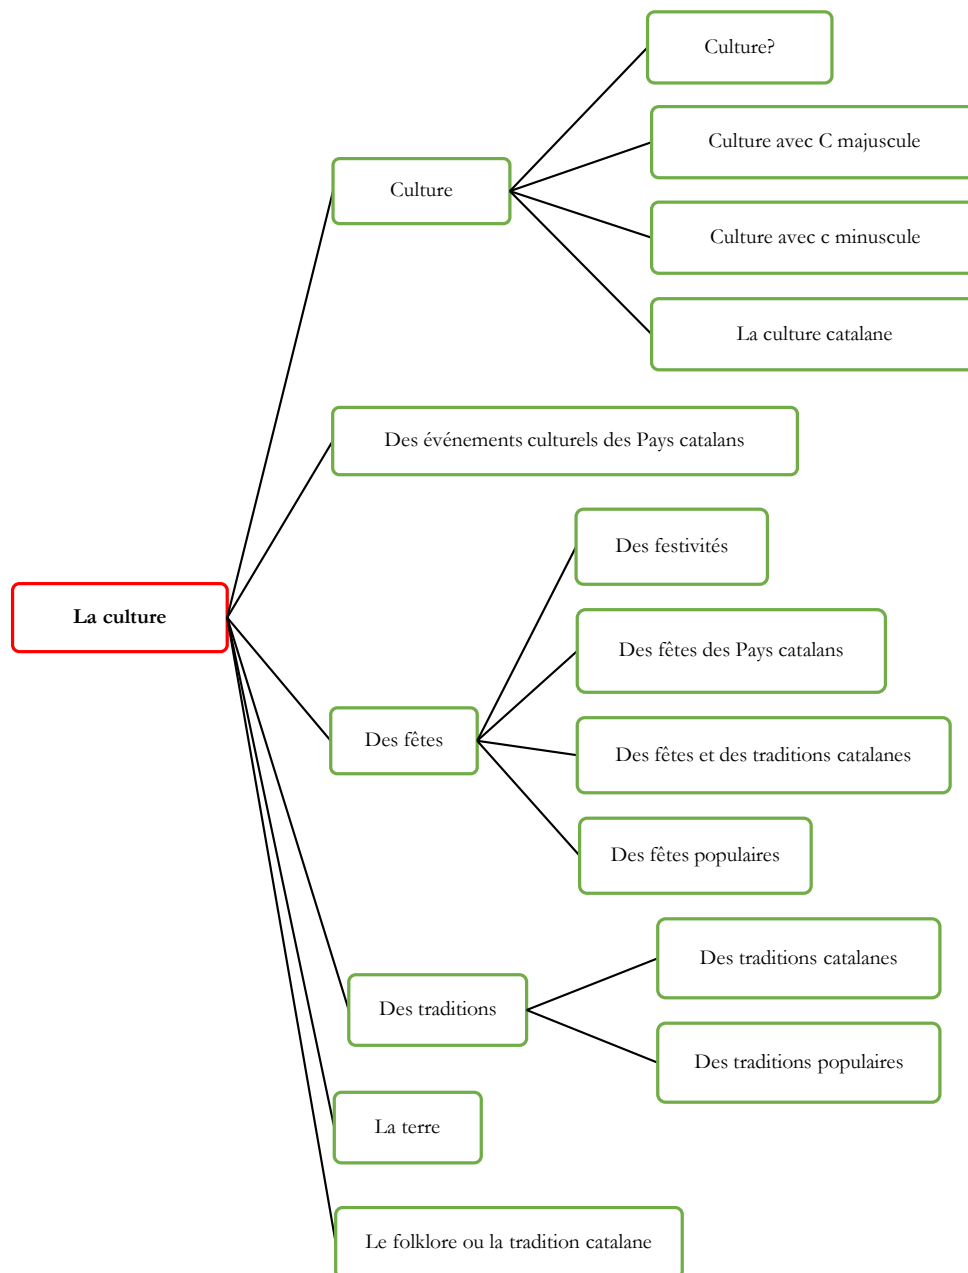 Culture?
Culture avec C majuscule
Culture
Culture avec c minuscule
La culture catalane
Des événements culturels des Pays catalans
Des festivités
La culture
Des fêtes des Pays catalans
Des fêtes
Des fêtes et des traditions catalanes
Des fêtes populaires
Des traditions catalanes
Des traditions
Des traditions populaires
La terre
Le folklore ou la tradition catalane